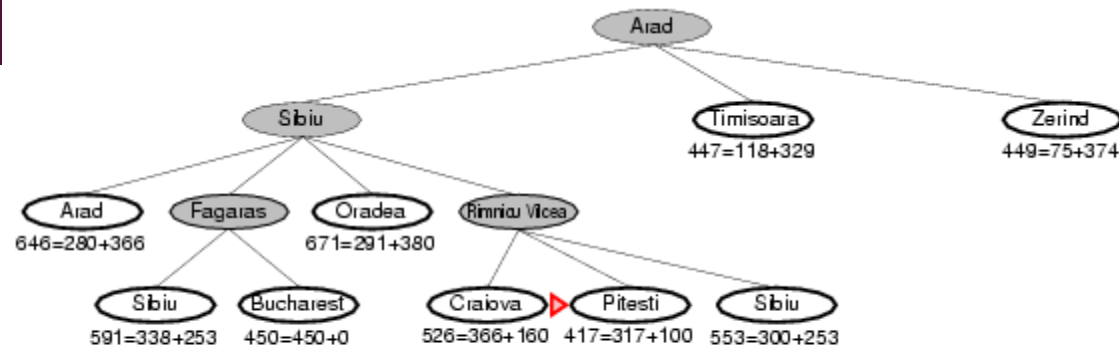 Arad
Sibiu
Timisoara
Zerind
447=118+329
449=75+374
Arad
Fagaras
Oradea
Rimnicu Vilcea
646=280+366
671=291+380
Sibiu
Bucharest
Craiova
Pitesti
Sibiu
591=338+253
450=450+0
526=366+160
417=317+100
553=300+253